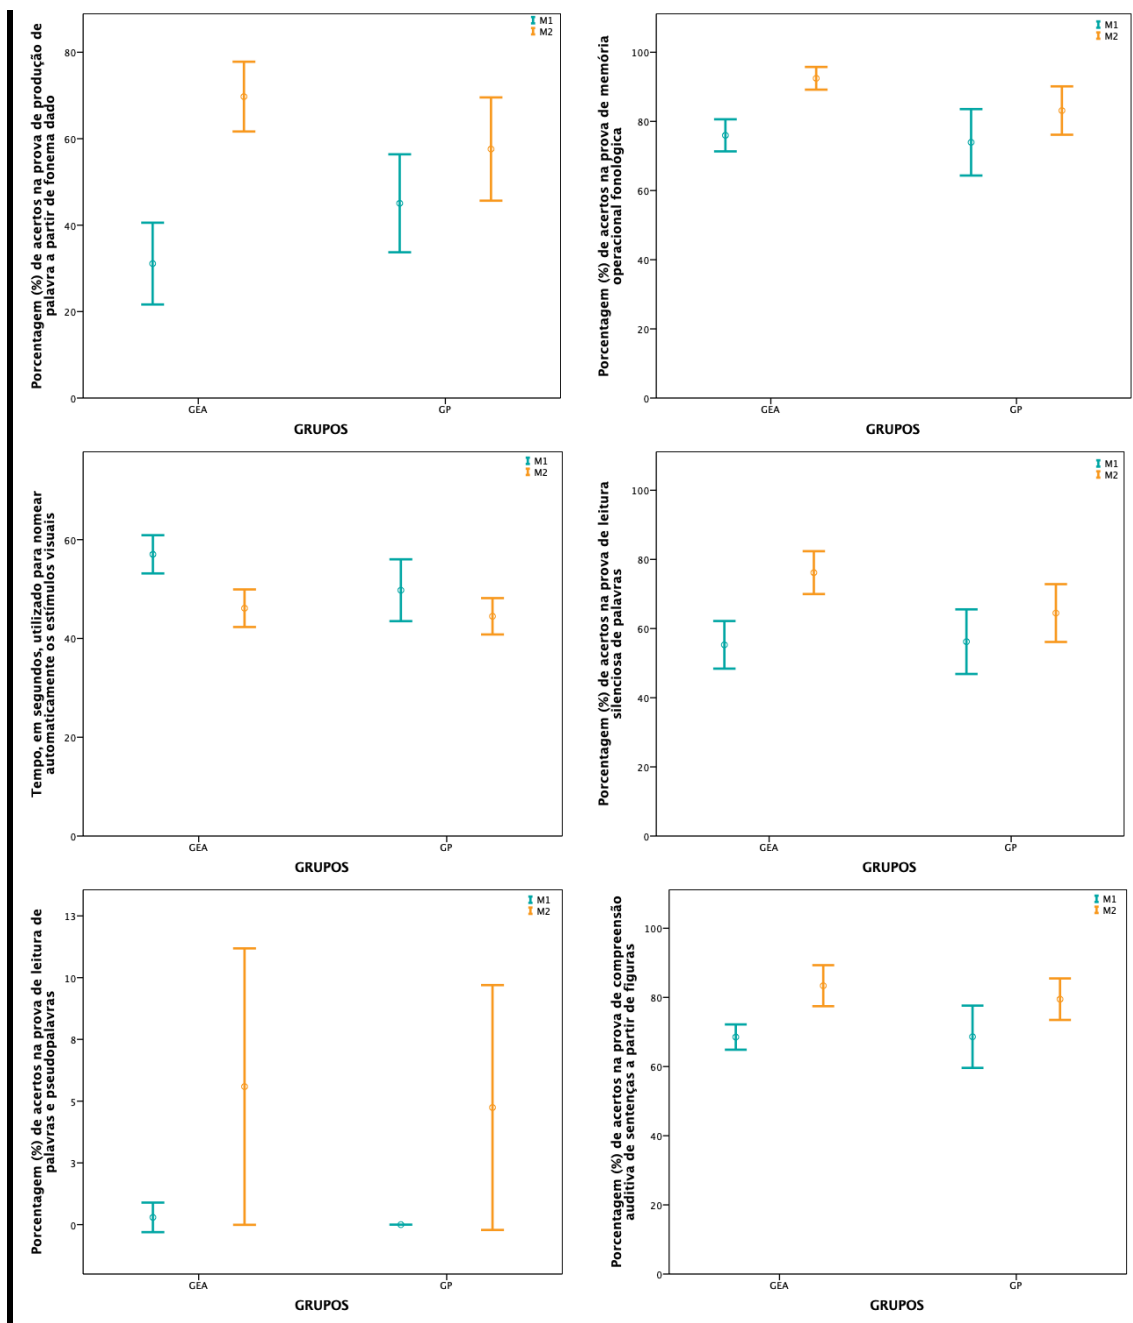 Porcentagem (%) de acertos na prova de produção de
palavra a partir de fonema dado
80
60
40
20
0
M1
M2
GEA
GP
GRUPOS
Porcentagem (%) de acertos na prova de memória
operacional fonológica
100
80
60
40
20
0
M1
M2
GEA
GP
GRUPOS
Tempo, em segundos, utilizado para nomear
automaticamente os estímulos visuais
60
40
20
0
M1
M2
GEA
GP
GRUPOS
Porcentagem (%) de acertos na prova de leitura
silenciosa de palavras
100
80
60
40
20
0
M1
M2
GEA
GP
GRUPOS
Porcentagem (%) de acertos na prova de leitura de
palavras e pseudopalavras
13
10
8
5
3
0
M1
M2
GEA
GP
GRUPOS
Porcentagem (%) de acertos na prova de compreensão
auditiva de sentenças a partir de figuras
100
80
60
40
20
0
M1
M2
GEA
GP
GRUPOS